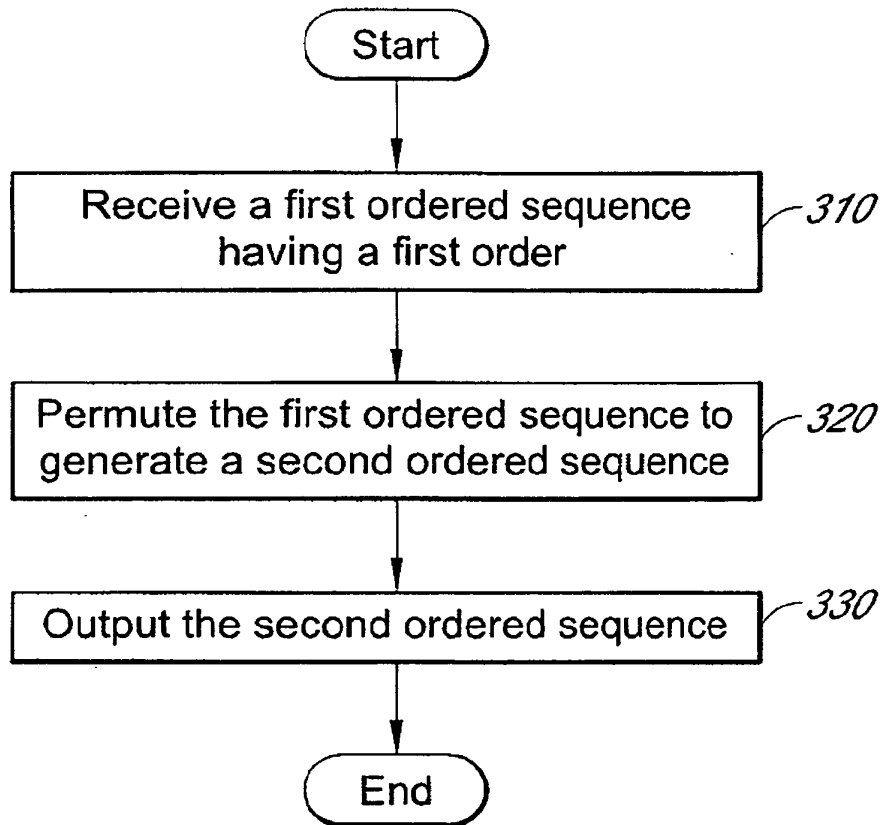 Start
Receive a first ordered sequence
having a first order
310
Permute the first ordered sequence to
generate a second ordered sequence
320
Output the second ordered sequence
330
End